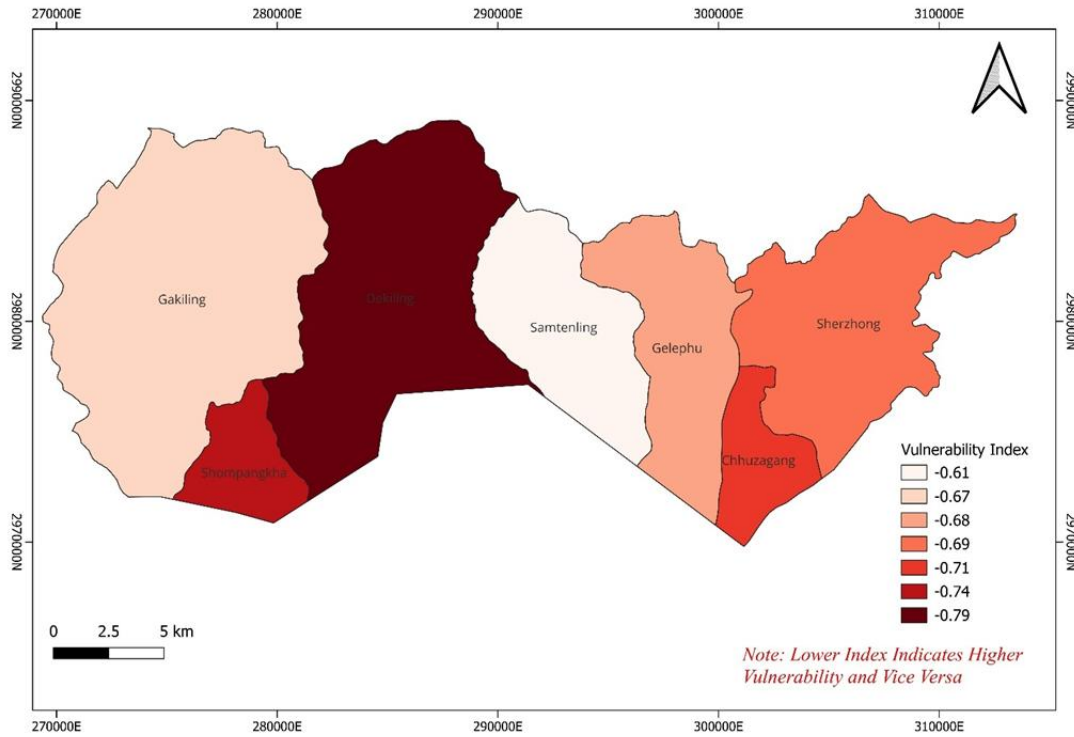 270000E 280000E 290000E 300000E 310000E
2990000N 2990000N
Gakiling Dekiling Samtenling Gelephu Sherzhong
2980000N 2980000N
Shompangkha Chhuzagang
Vulnerability Index
-0.61
-0.67
-0.68
-0.69
-0.71
-0.74
-0.79
2970000N 2970000N
0 2.5 5 km
Note: Lower Index Indicates Higher
Vulnerability and Vice Versa
270000E 280000E 290000E 300000E 310000E